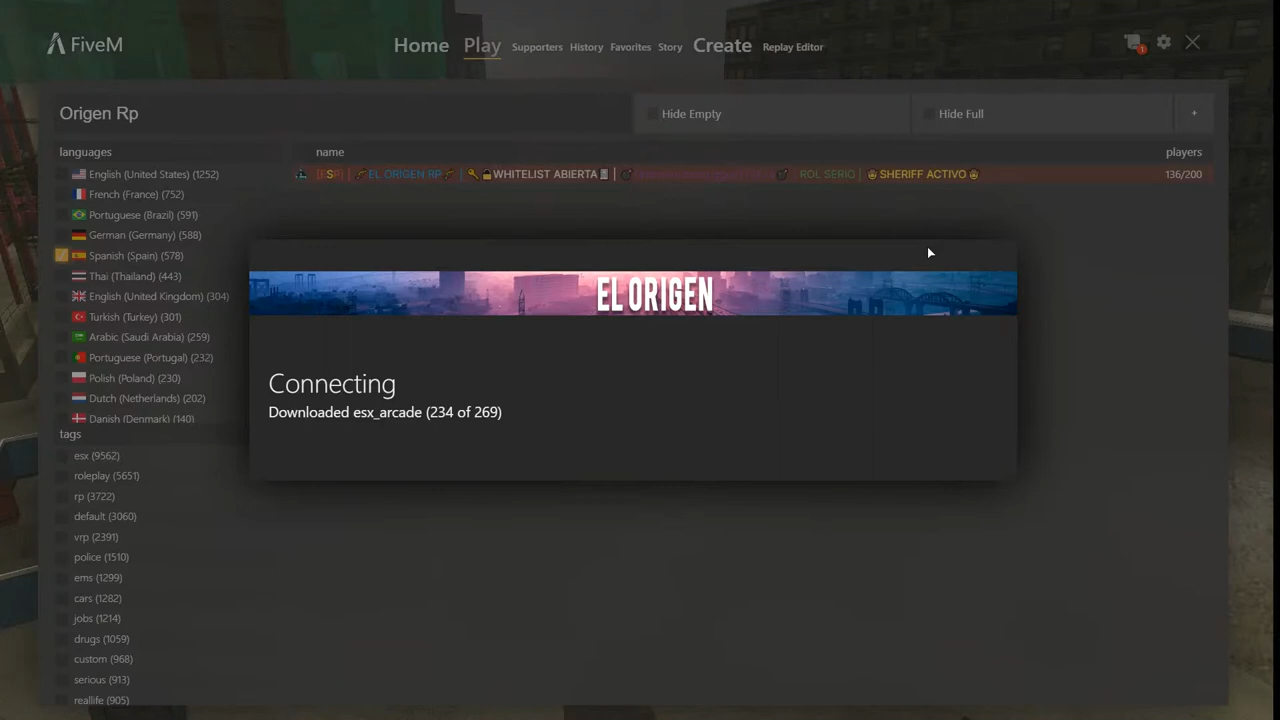 FiveM
Home Play Supporters History Favorites Story Create Replay Editor
1
Origen Rp
Hide Empty
Hide Full
+
languages
name
players
[ESP] | EL ORIGEN RP | WHITELIST ABIERTA | ROL SERIO | SHERIFF ACTIVO
136/200
English (United States) (1252)
French (France) (752)
Portuguese (Brazil) (591)
German (Germany) (588)
Spanish (Spain) (578)
Thai (Thailand) (443)
English (United Kingdom) (304)
Turkish (Turkey) (301)
Arabic (Saudi Arabia) (259)
Portuguese (Portugal) (232)
Polish (Poland) (230)
Dutch (Netherlands) (202)
Danish (Denmark) (140)
EL ORIGEN
Connecting
Downloaded esx_arcade (234 of 269)
tags
esx (9562)
roleplay (5651)
rp (3722)
default (3060)
vrp (2391)
police (1510)
ems (1299)
cars (1282)
jobs (1214)
drugs (1059)
custom (968)
serious (913)
reallife (905)